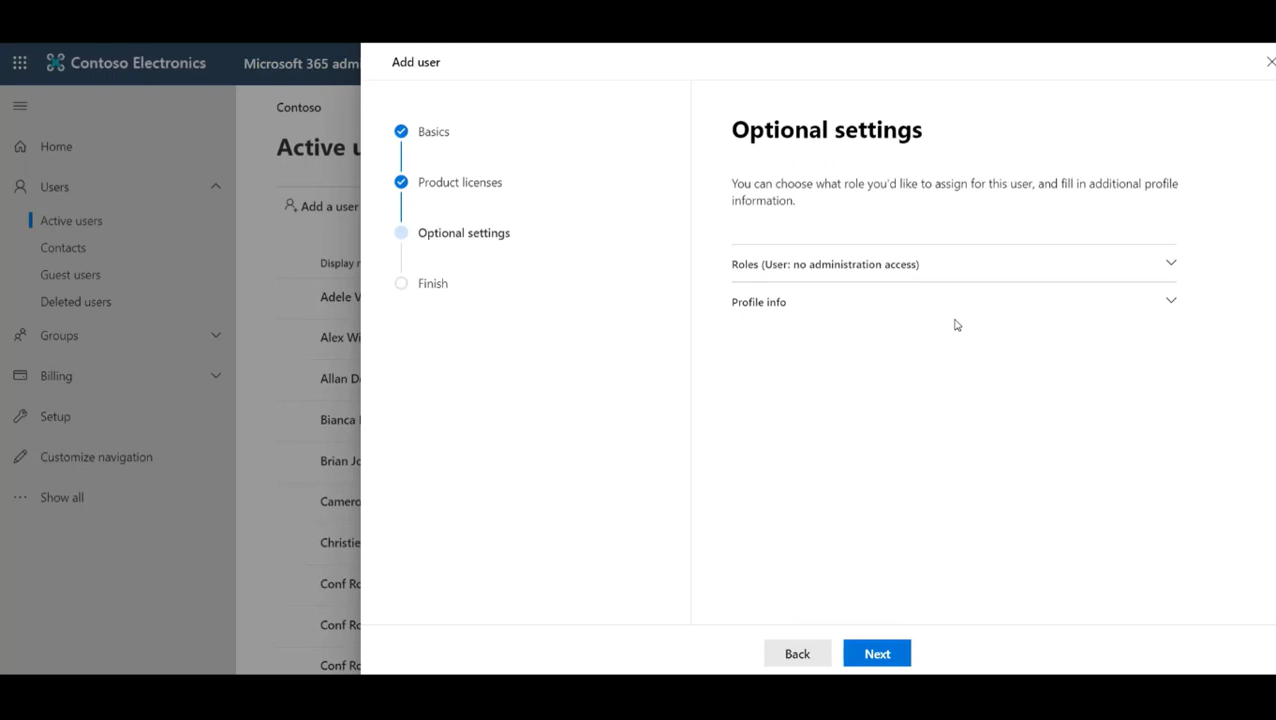 Contoso Electronics
Microsoft 365 adm
Add user
Home
Users
Active users
Contacts
Guest users
Deleted users
Groups
Billing
Setup
Customize navigation
Show all
Contoso
Active u
Add a user
Display n
Adele V
Alex Wi
Allan D
Bianca
Brian Jo
Camero
Christie
Conf Ro
Conf Ro
Conf Ro
Basics
Product licenses
Optional settings
Finish
Optional settings
You can choose what role you'd like to assign for this user, and fill in additional profile
information.
Roles (User: no administration access)
Profile info
Back
Next